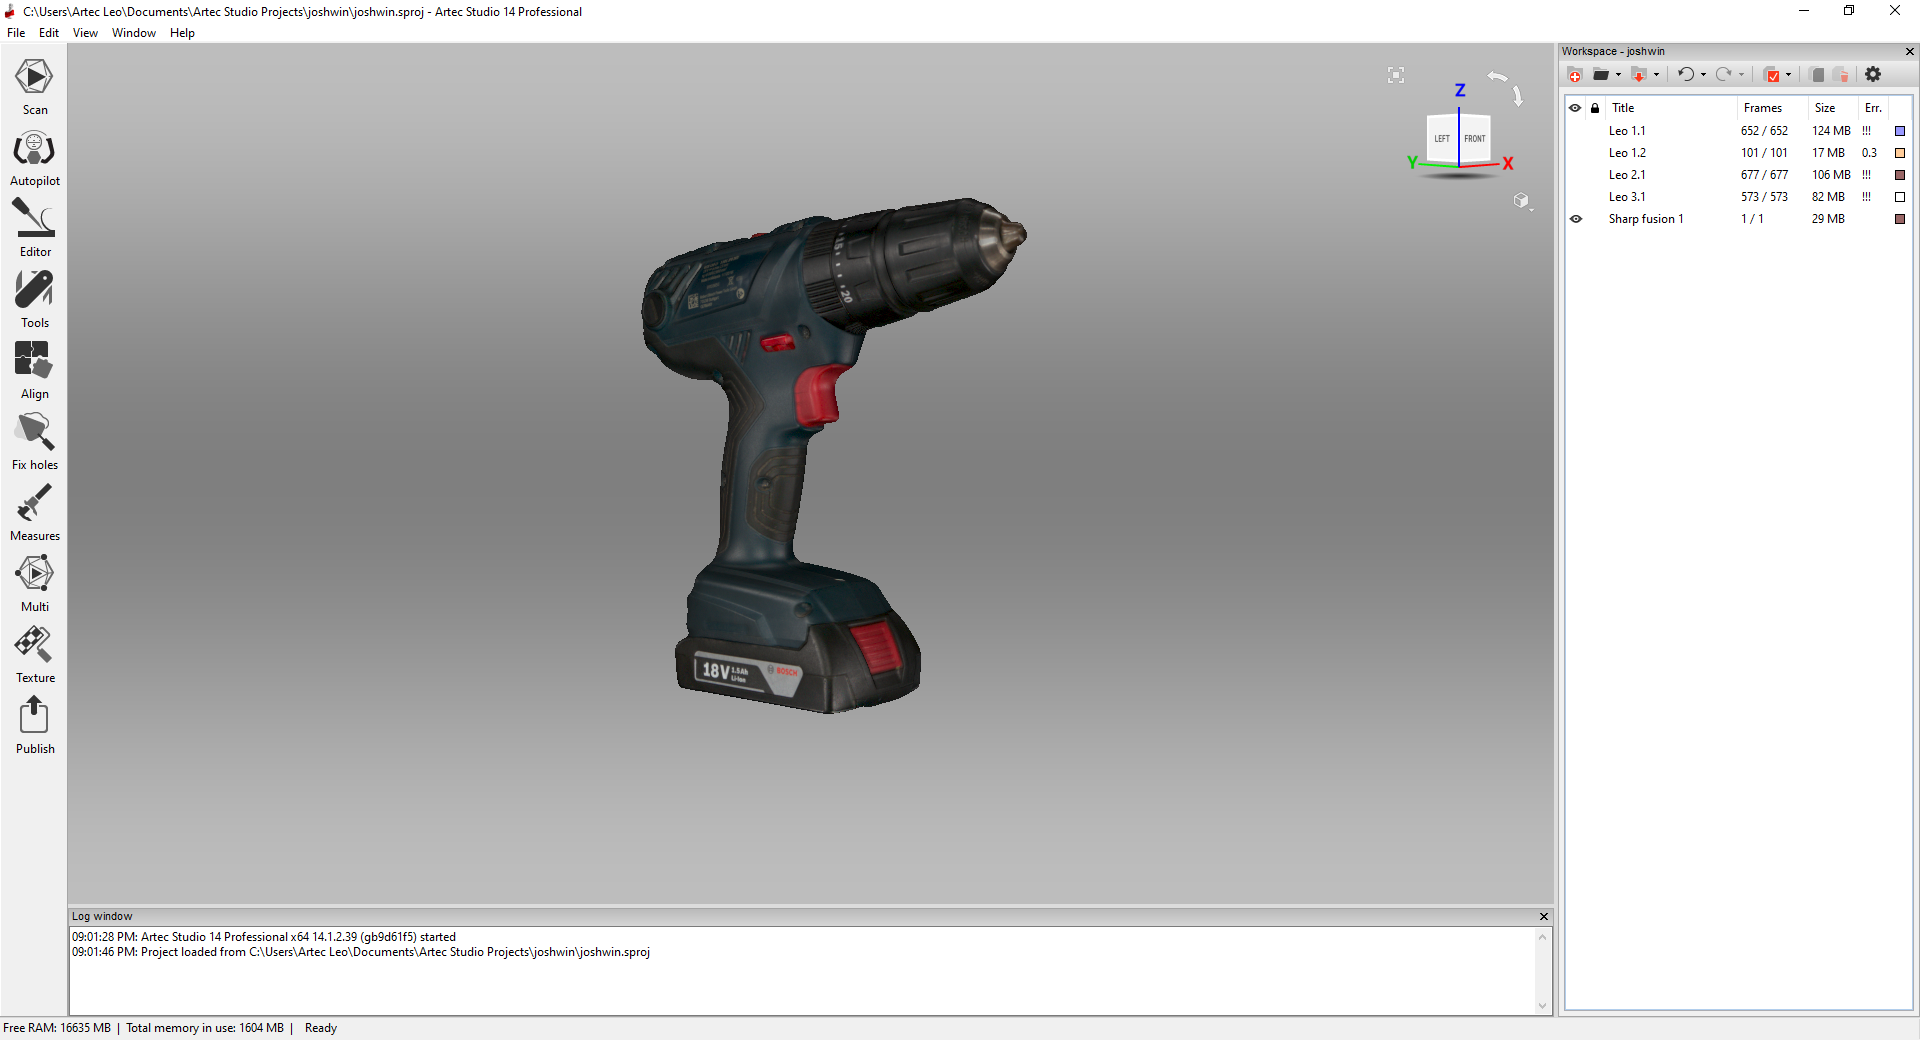 C:\Users\Artec Leo\Documents\Artec Studio Projects\joshwin\joshwin.sproj - Artec Studio 14 Professional
File Edit View Window Help
Scan
Autopilot
Editor
Tools
Align
Fix holes
Measures
Multi
Texture
Publish
Z
LEFT FRONT
Y X
20
18V 1.5Ah
Li-Ion
BOSCH
Workspace - joshwin
Title Frames Size Err.
Leo 1.1 652 / 652 124 MB !!!
Leo 1.2 101 / 101 17 MB 0.3
Leo 2.1 677 / 677 106 MB !!!
Leo 3.1 573 / 573 82 MB !!!
Sharp fusion 1 1 / 1 29 MB
Log window
09:01:28 PM: Artec Studio 14 Professional x64 14.1.2.39 (gb9d61f5) started
09:01:46 PM: Project loaded from C:\Users\Artec Leo\Documents\Artec Studio Projects\joshwin\joshwin.sproj
Free RAM: 16635 MB | Total memory in use: 1604 MB | Ready